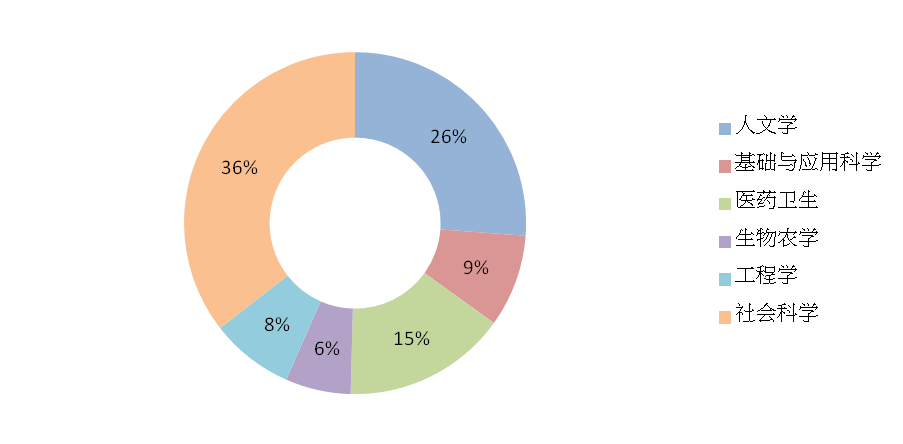 26%
9%
15%
6%
8%
36%
人文学
基础与应用科学
医药卫生
生物农学
工程学
社会科学